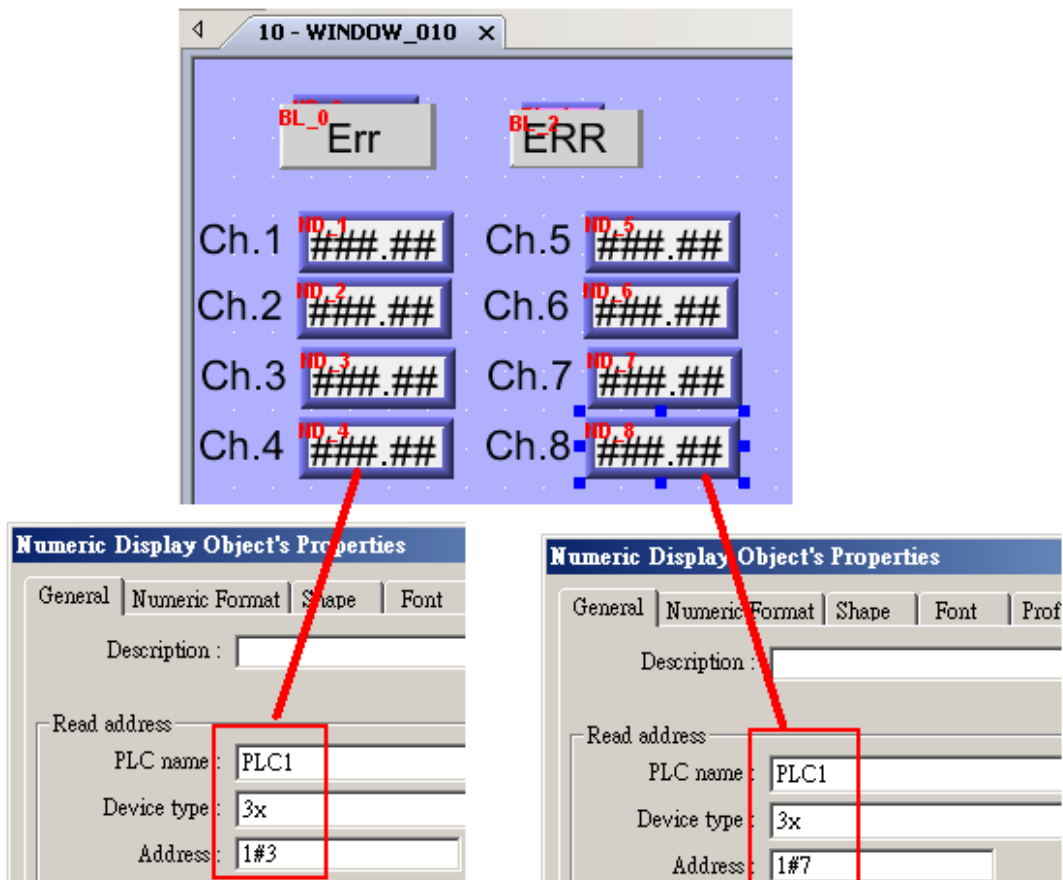 10 - WINDOW_010 ×
BL_0 Err
BL_2 ERR
Ch.1 ND_1 ###.## Ch.5 ND_5 ###.##
Ch.2 ND_2 ###.## Ch.6 ND_6 ###.##
Ch.3 ND_3 ###.## Ch.7 ND_7 ###.##
Ch.4 ND_4 ###.## Ch.8 ND_8 ###.##
Numeric Display Object's Properties
General Numeric Format Shape Font
Description :
Read address
PLC name : PLC1
Device type : 3x
Address : 1#3
Numeric Display Object's Properties
General Numeric Format Shape Font Prof
Description :
Read address
PLC name : PLC1
Device type : 3x
Address : 1#7